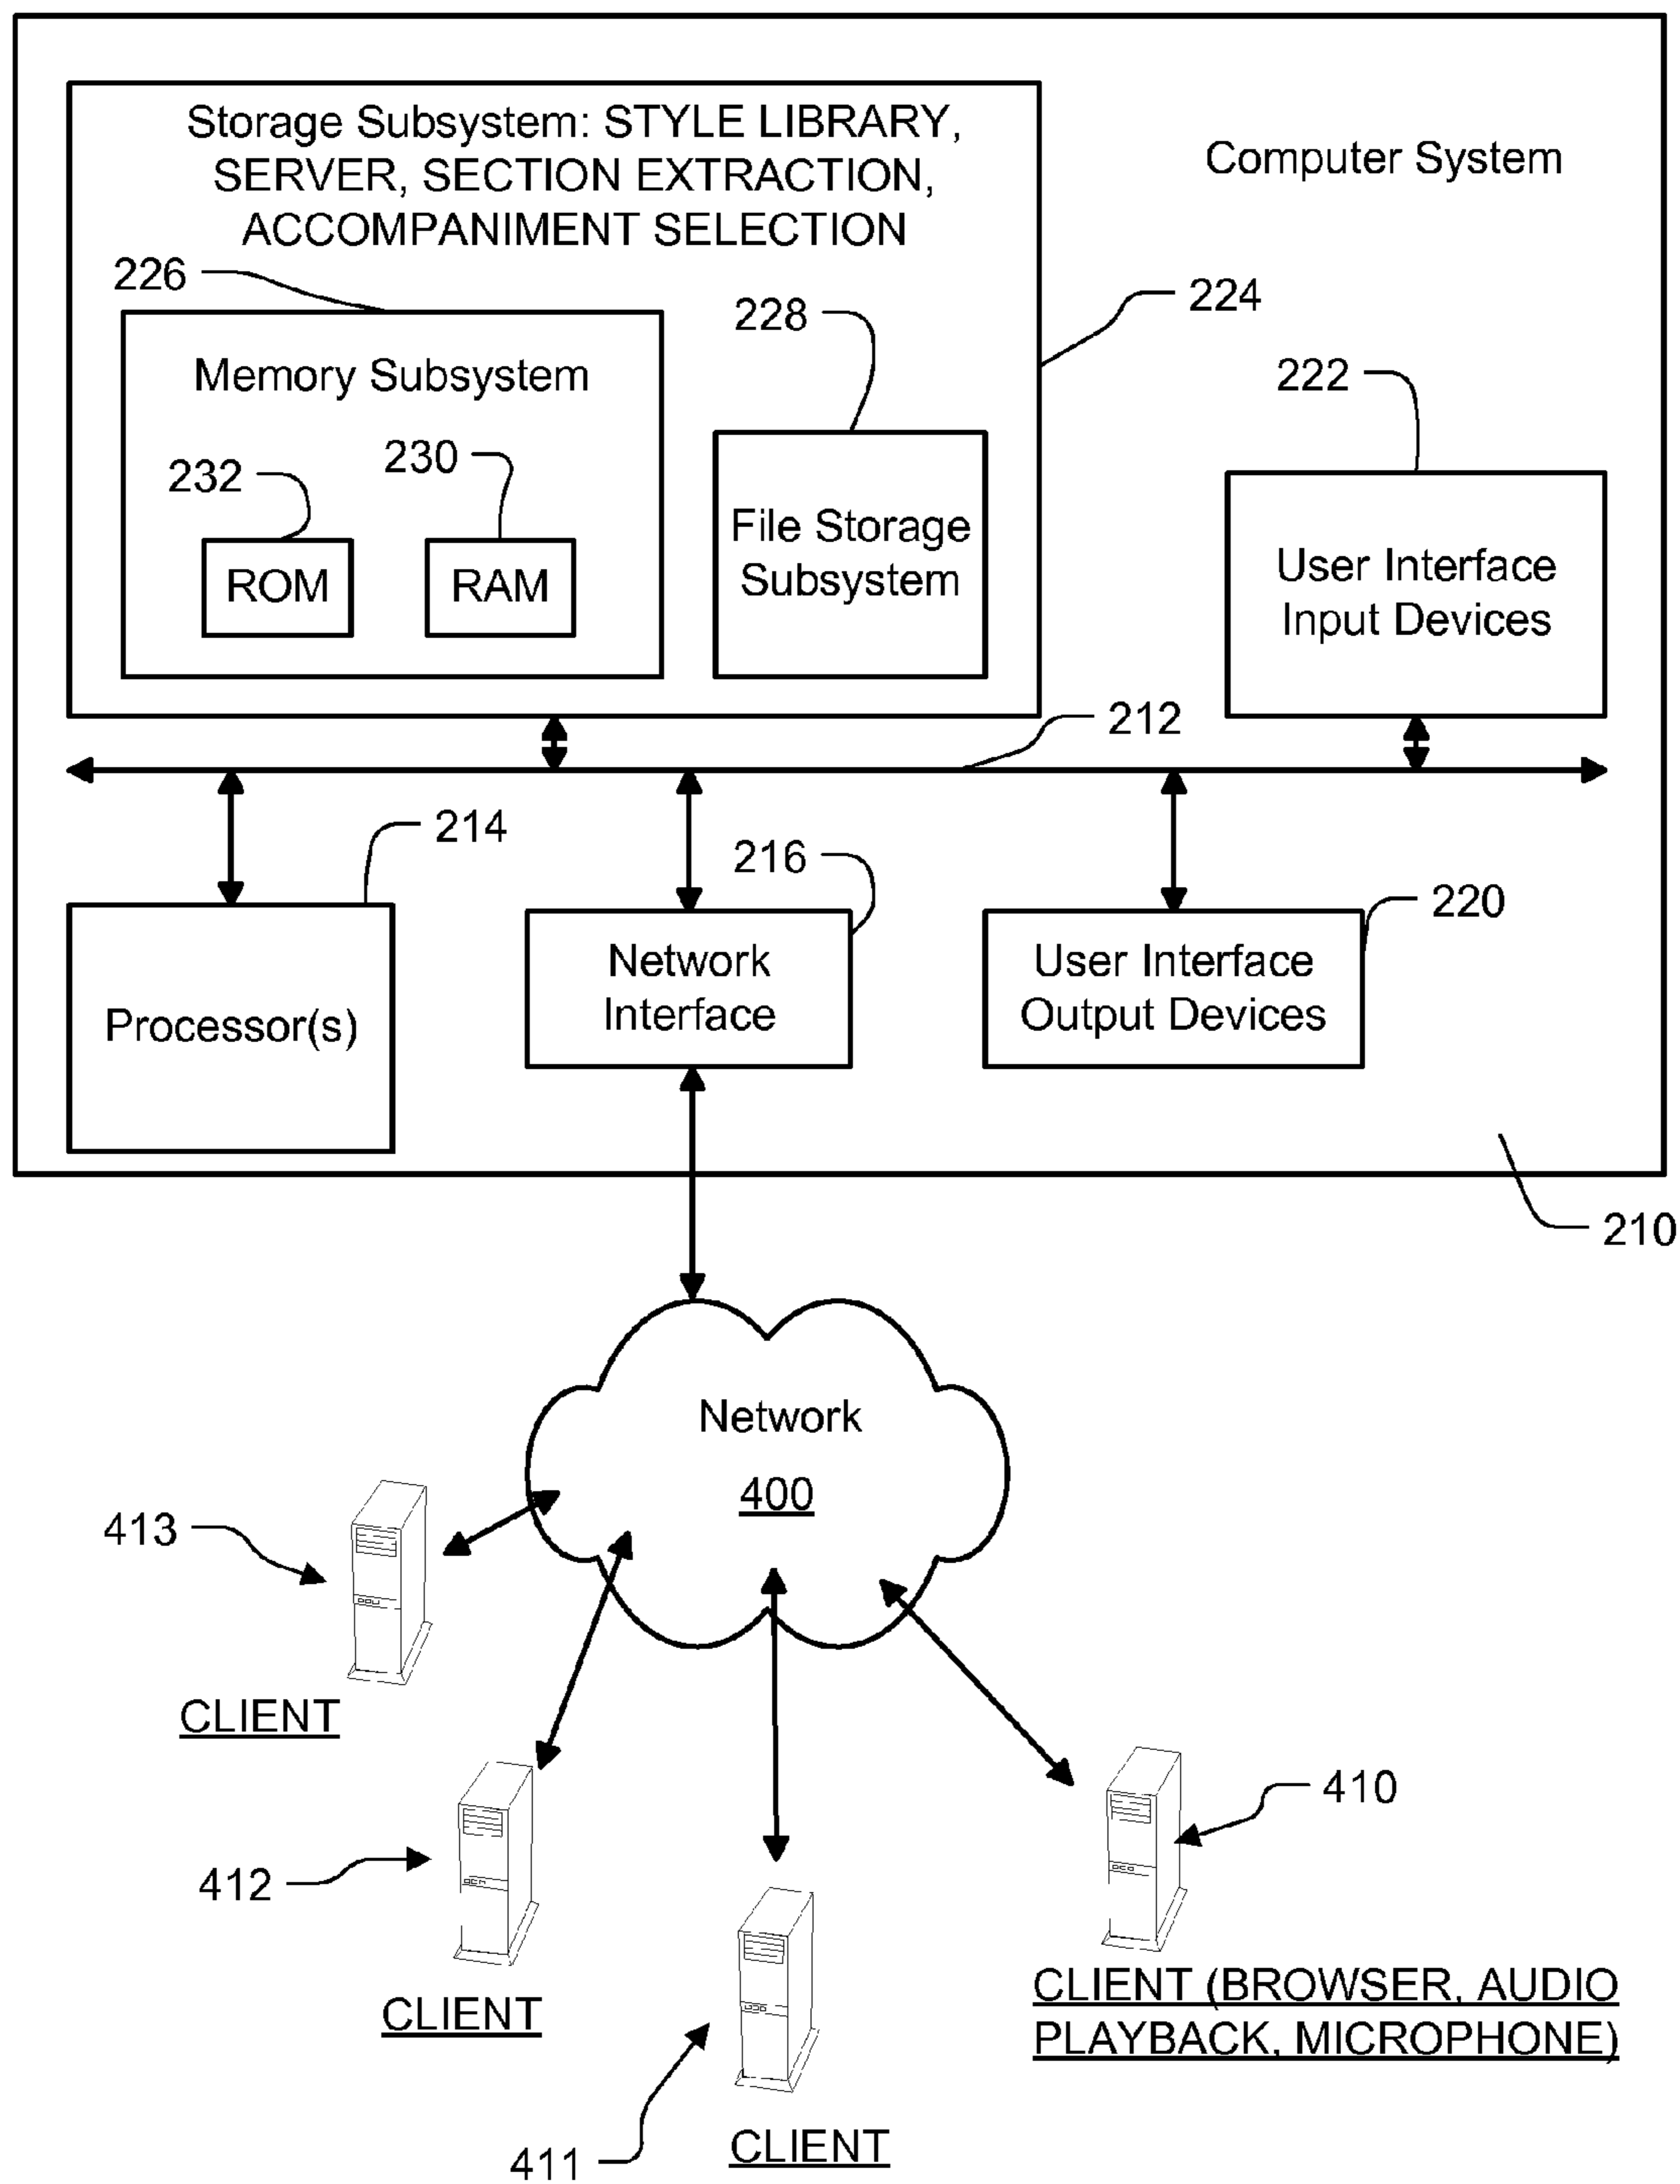 Storage Subsystem: STYLE LIBRARY,
SERVER, SECTION EXTRACTION,
ACCOMPANIMENT SELECTION
Computer System
226
228
224
Memory Subsystem
222
232
230
File Storage
Subsystem
ROM
RAM
User Interface
Input Devices
212
214
216
220
Processor(s)
Network
Interface
User Interface
Output Devices
210
Network
400
413
CLIENT
412
CLIENT
410
CLIENT (BROWSER, AUDIO
PLAYBACK, MICROPHONE)
411
CLIENT